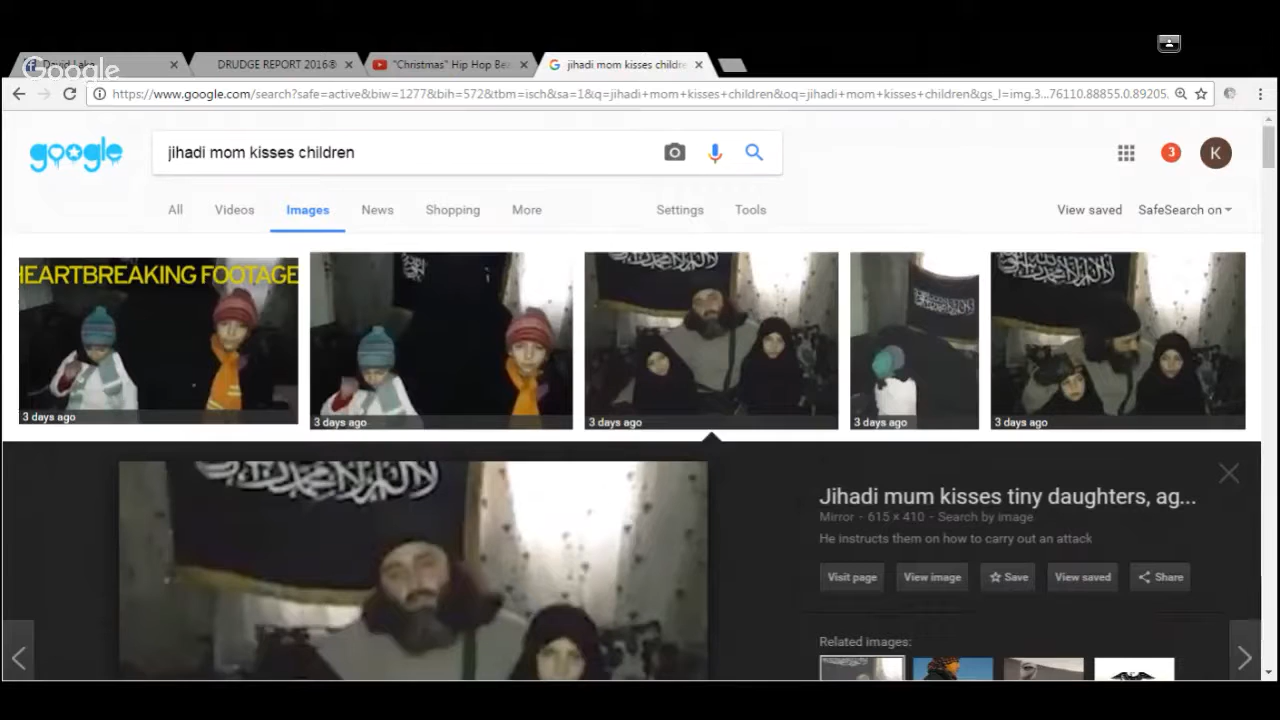 David Lake
DRUDGE REPORT 2016®
"Christmas" Hip Hop Be
jihadi mom kisses childre
Google
https://www.google.com/search?safe=active&biw=1277&bih=572&tbm=isch&sa=1&q=jihadi+mom+kisses+children&oq=jihadi+mom+kisses+children&gs_l=img.3...76110.88855.0.89205.
google
jihadi mom kisses children
3
K
All
Videos
Images
News
Shopping
More
Settings
Tools
View saved
SafeSearch on
HEARTBREAKING FOOTAGE
3 days ago
3 days ago
3 days ago
3 days ago
3 days ago
Jihadi mum kisses tiny daughters, ag...
Mirror - 615 × 410 - Search by image
He instructs them on how to carry out an attack
Visit page
View image
Save
View saved
Share
Related images: